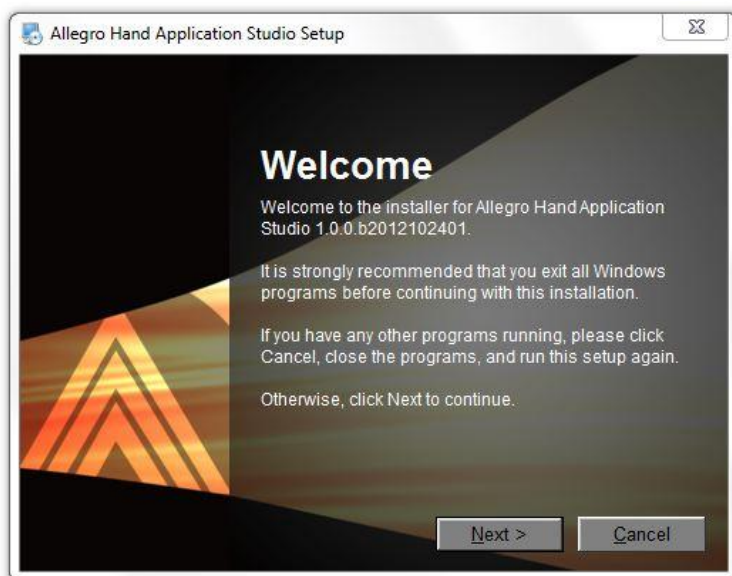 Allegro Hand Application Studio Setup
Welcome
Welcome to the installer for Allegro Hand Application
Studio 1.0.0.b2012102401.
It is strongly recommended that you exit all Windows
programs before continuing with this installation.
If you have any other programs running, please click
Cancel, close the programs, and run this setup again.
Otherwise, click Next to continue.
Next >
Cancel